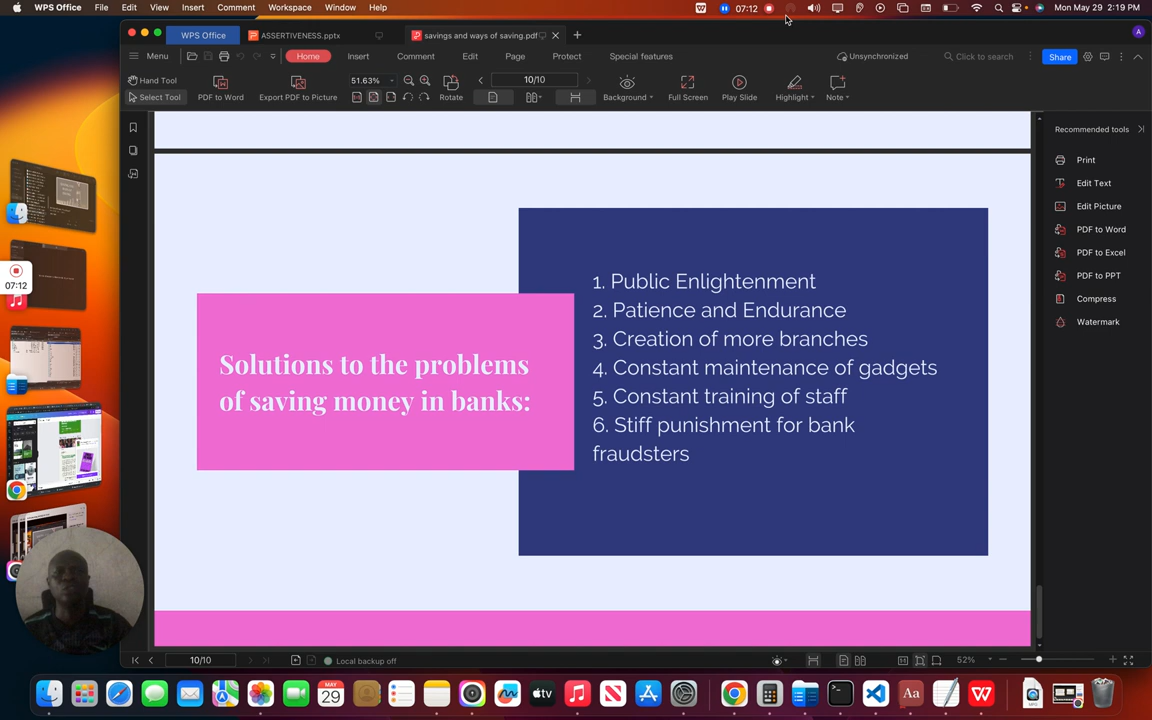 WPS Office File Edit View Insert Comment Workspace Window Help
07:12
Mon May 29 2:19 PM
WPS Office
ASSERTIVENESS.pptx
savings and ways of saving.pdf
A
Menu
Home Insert Comment Edit Page Protect Special features
Unsynchronized
Click to search
Share
Hand Tool
Select Tool
PDF to Word
Export PDF to Picture
51.63%
Rotate
10/10
Background
Full Screen
Play Slide
Highlight
Note
Recommended tools
Print
Edit Text
Edit Picture
PDF to Word
PDF to Excel
PDF to PPT
Compress
Watermark
07:12
Solutions to the problems
of saving money in banks:
1. Public Enlightenment
2. Patience and Endurance
3. Creation of more branches
4. Constant maintenance of gadgets
5. Constant training of staff
6. Stiff punishment for bank
fraudsters
10/10
Local backup off
52%
MAY
29
tv
Aa